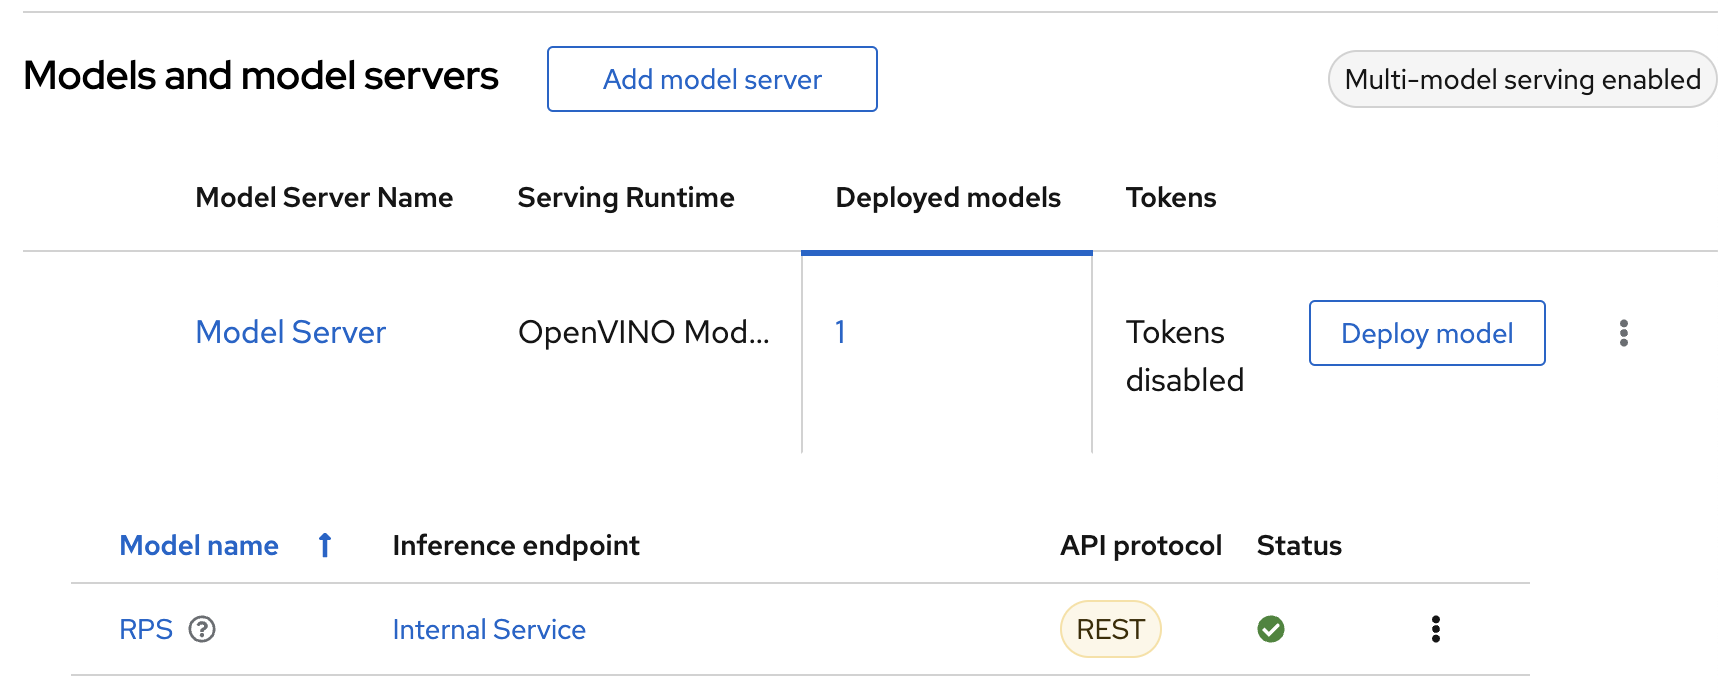 Models and model servers
Add model server
Multi-model serving enabled
Model Server Name Serving Runtime Deployed models Tokens
Model Server OpenVINO Mod... 1 Tokens disabled Deploy model
Model name Inference endpoint API protocol Status
RPS Internal Service REST